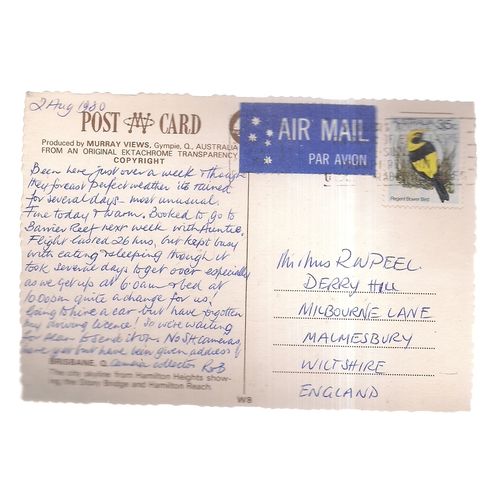 2 Aug 1980
POST CARD
Produced by MURRAY VIEWS, Gympie, Q., AUSTRALIA
FROM AN ORIGINAL EKTACHROME TRANSPARENCY
COPYRIGHT
AIR MAIL
PAR AVION
Regent Bower Bird
Been here just over a week & though
they forecast perfect weather its rained
for several days - most unusual.
Fine today & warm. Booked to go to
Barrier Reef next week with Auntie.
Flight lasted 26 hrs, but kept busy
with eating & sleeping though it
took several days to get over especially
as we get up at 6.0am & bed at
10.00pm quite a change for us,
Going to hire a car but have forgotten
my driving licence! So we're waiting
for to send it on. No SH cameras,
here yet but have been given address of
camera collector RoB
BRISBANE, Q.
The city skyline from Hamilton Heights show-
ing the Story Bridge and Hamilton Reach.
W8
Mr & Mrs R W PEEL.
DERRY HILL
MILBOURNE LANE
MALMESBURY
WILTSHIRE
ENGLAND